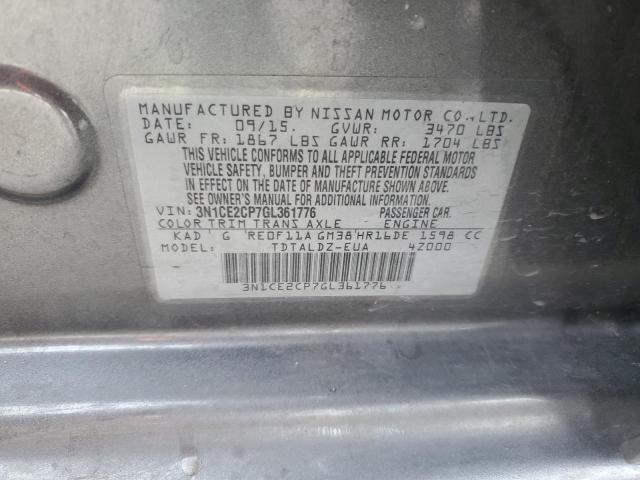 MANUFACTURED BY NISSAN MOTOR CO., LTD.
DATE: 09/15. GVWR: 3470 LBS
GAWR FR: 1867 LBS GAWR RR: 1704 LBS
THIS VEHICLE CONFORMS TO ALL APPLICABLE FEDERAL MOTOR
VEHICLE SAFETY, BUMPER AND THEFT PREVENTION STANDARDS
IN EFFECT ON THE DATE OF MANUFACTURE SHOWN ABOVE.
SEE OWNER'S MANUAL FOR ADDITIONAL INFORMATION.
VIN: 3N1CE2CP7GL361776 PASSENGER CAR.
COLOR TRIM TRANS AXLE ENGINE
KAD G RE0F11A GM38 HR16DE 1598 CC
MODEL: TDTALDZ-EUA 4Z000
3N1CE2CP7GL361776